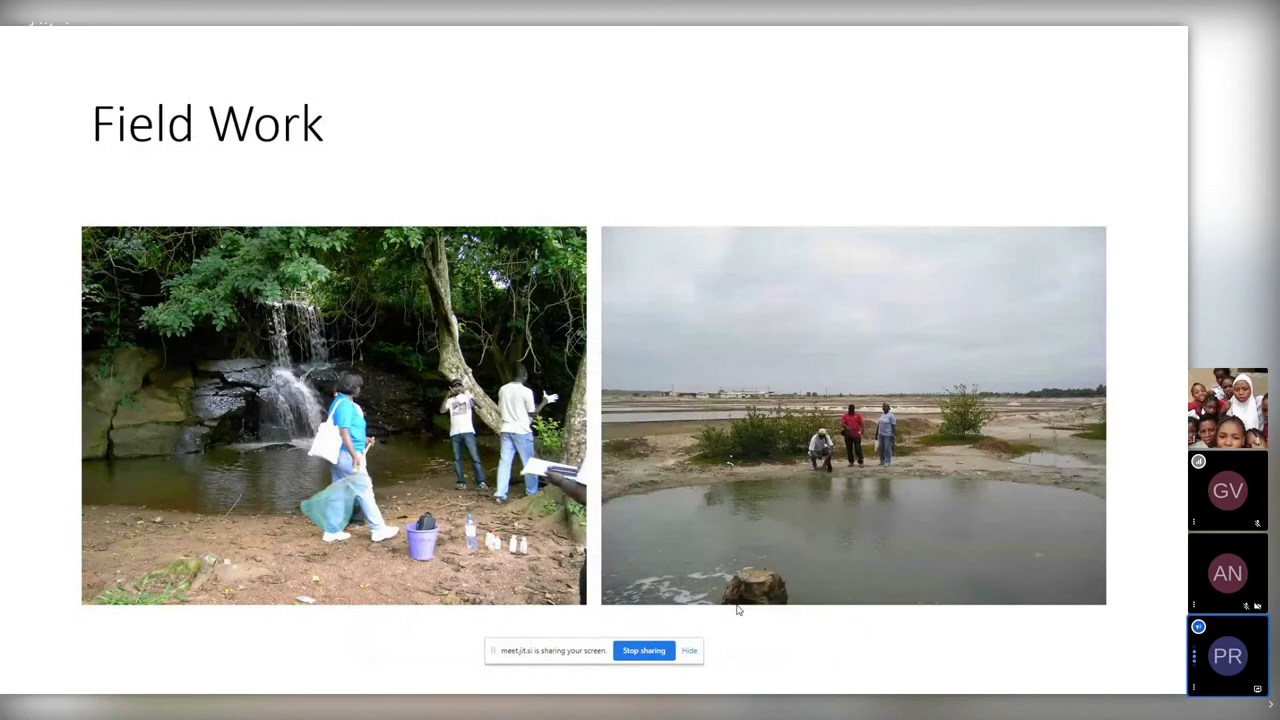 Field Work
meet.jit.si is sharing your screen.
Stop sharing
Hide
GV
AN
PR